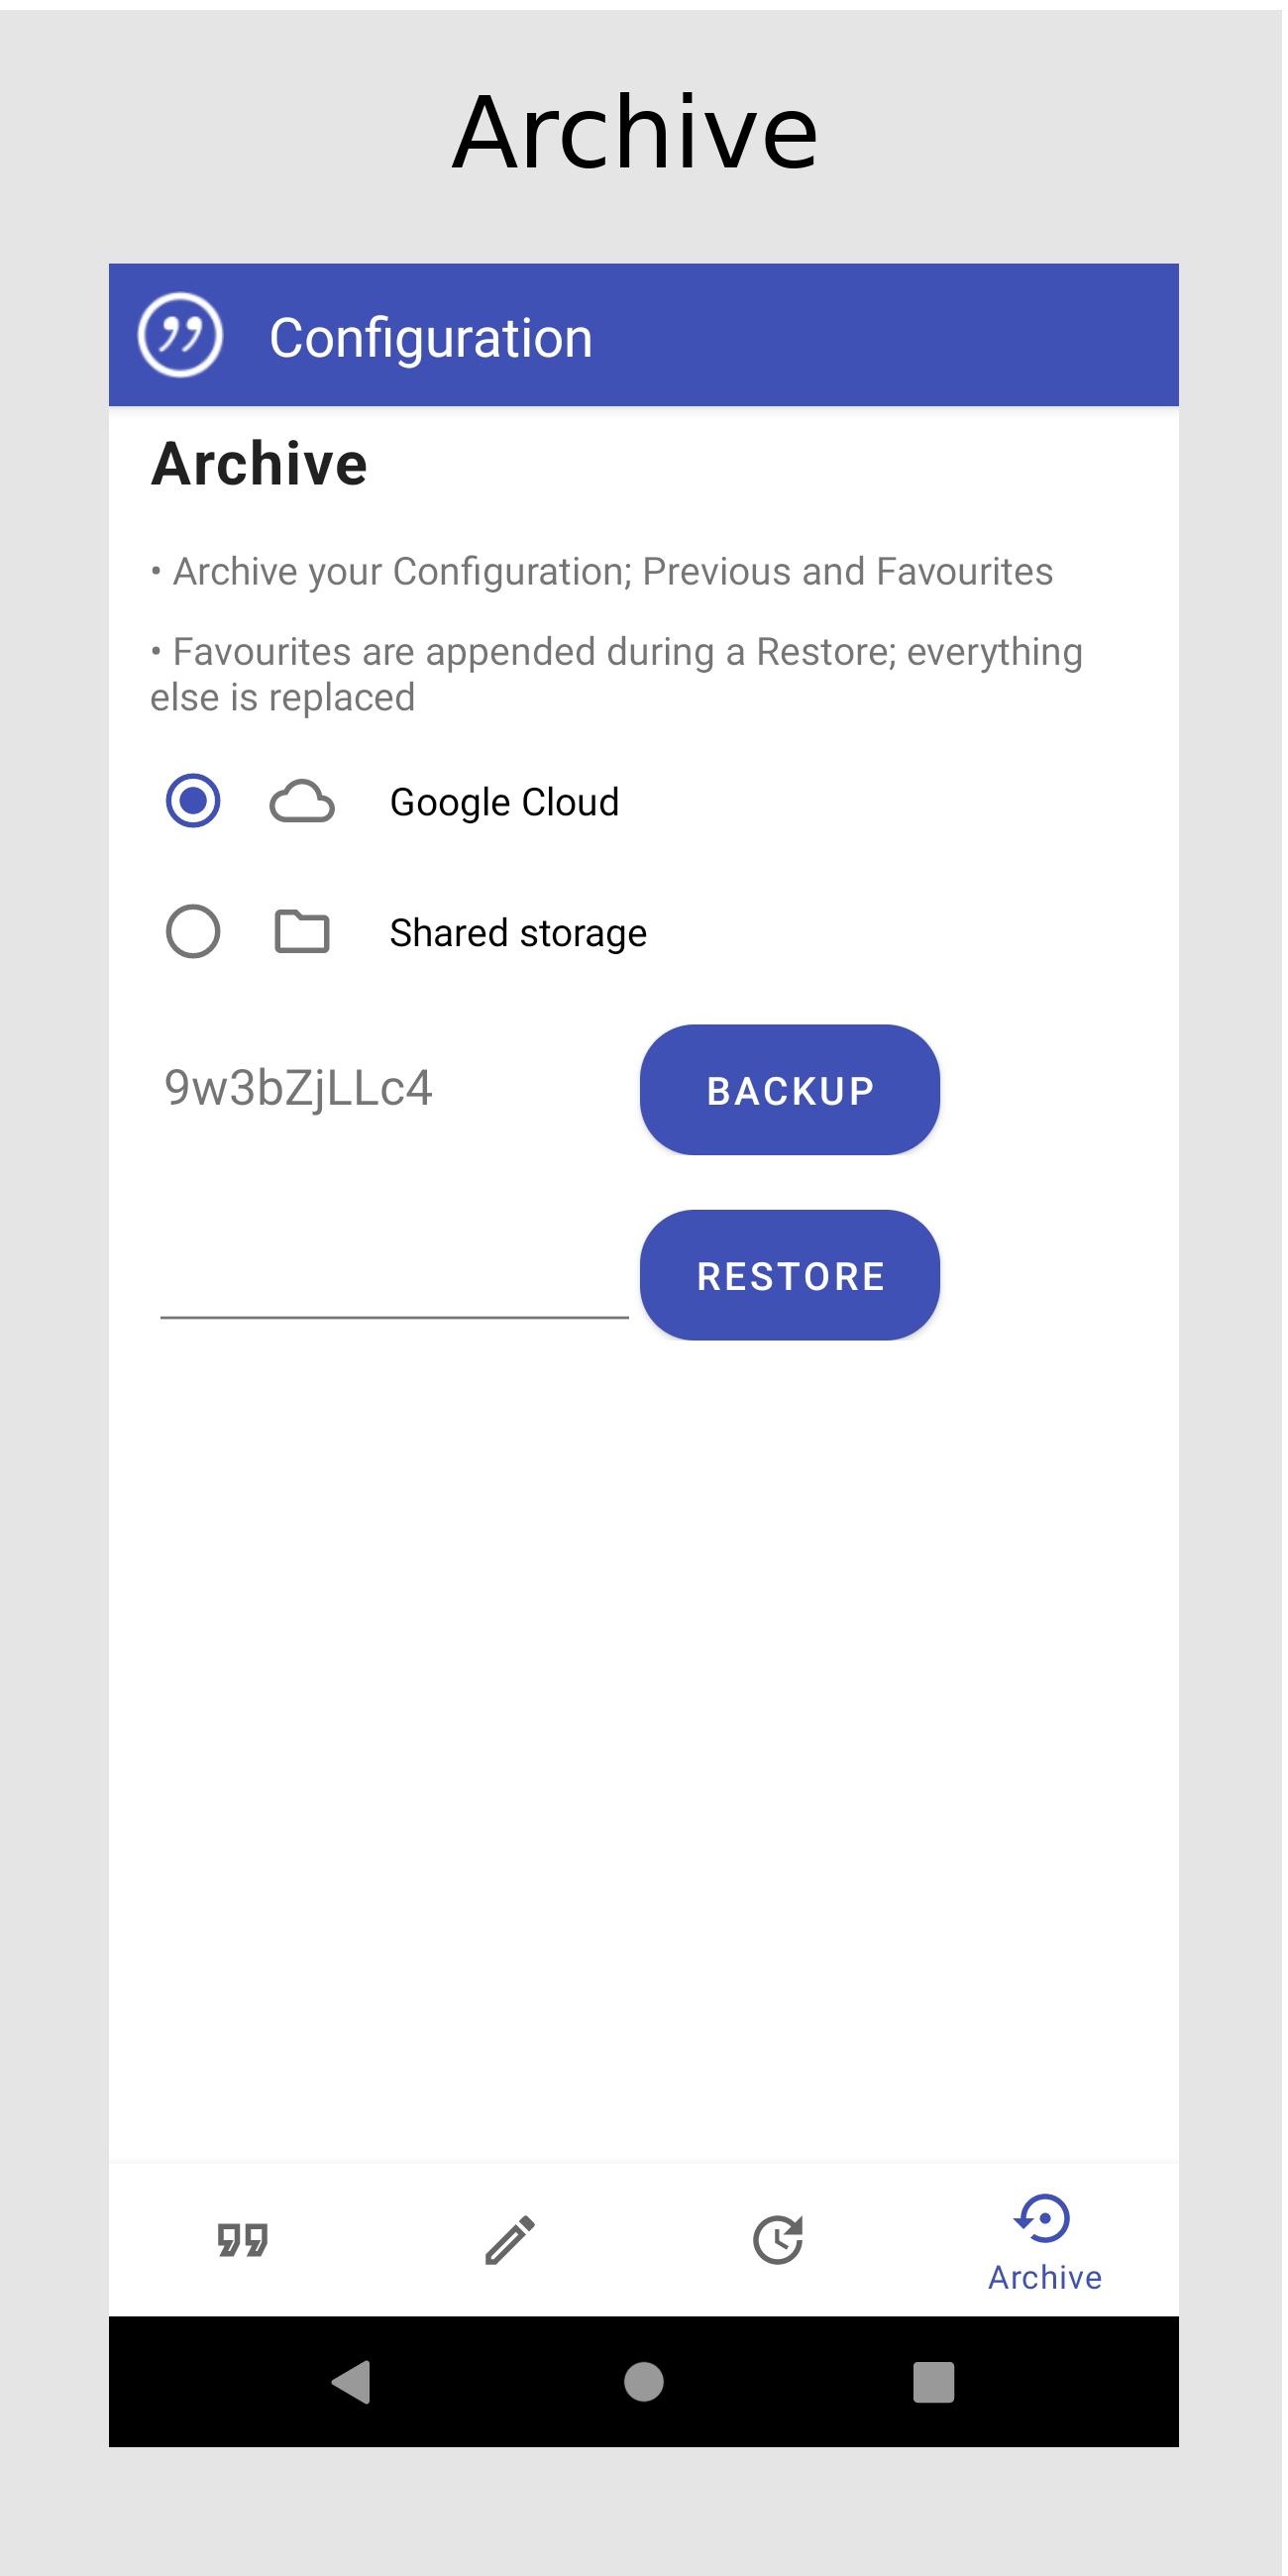 Archive
Configuration
Archive
• Archive your Configuration; Previous and Favourites
• Favourites are appended during a Restore; everything
else is replaced
Google Cloud
Shared storage
9w3bZjLLc4
BACKUP
RESTORE
Archive